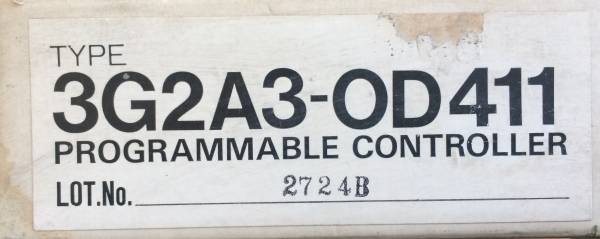 TYPE
3G2A3-OD411
PROGRAMMABLE CONTROLLER
LOT.No. 2724B